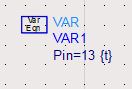 Var
Eqn
VAR
VAR1
Pin=13 {t}